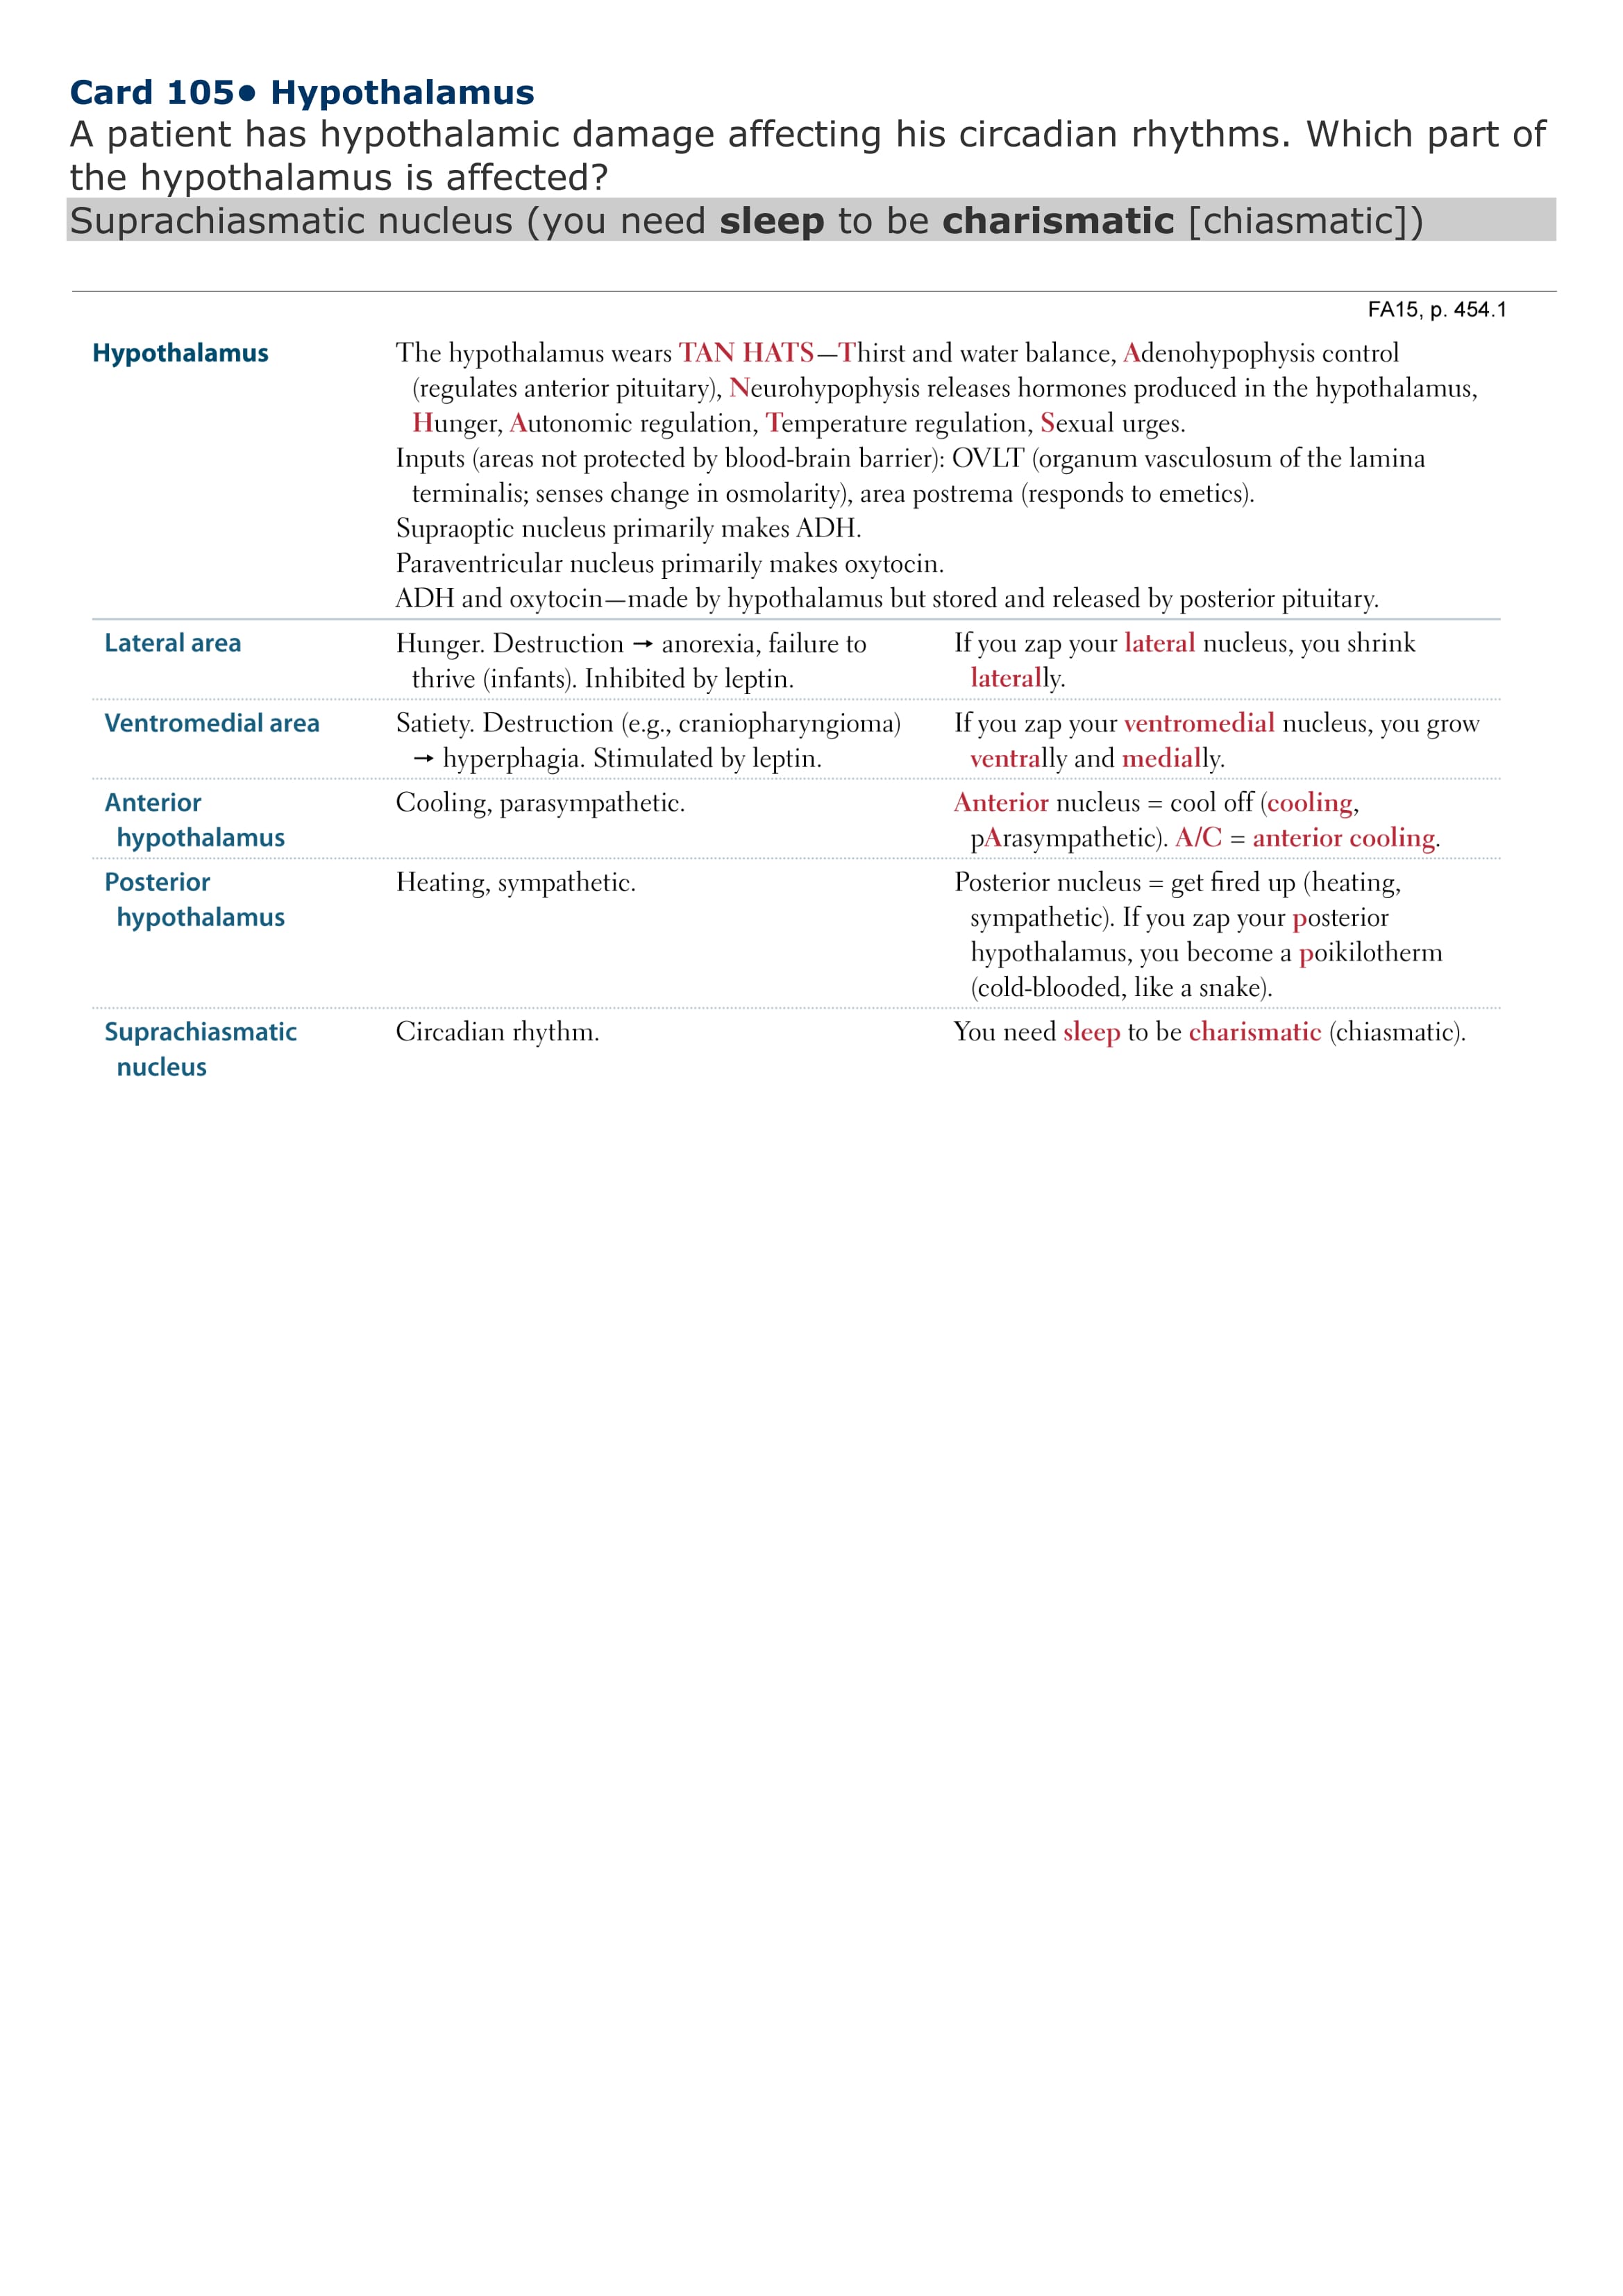 Card 105• Hypothalamus
A patient has hypothalamic damage affecting his circadian rhythms. Which part of
the hypothalamus is affected?
Suprachiasmatic nucleus (you need sleep to be charismatic [chiasmatic])
FA15, p. 454.1
Hypothalamus
The hypothalamus wears TAN HATS—Thirst and water balance, Adenohypophysis control
(regulates anterior pituitary), Neurohypophysis releases hormones produced in the hypothalamus,
Hunger, Autonomic regulation, Temperature regulation, Sexual urges.
Inputs (areas not protected by blood-brain barrier): OVLT (organum vasculosum of the lamina
terminalis; senses change in osmolarity), area postrema (responds to emetics).
Supraoptic nucleus primarily makes ADH.
Paraventricular nucleus primarily makes oxytocin.
ADH and oxytocin—made by hypothalamus but stored and released by posterior pituitary.
Lateral area
Hunger. Destruction → anorexia, failure to
thrive (infants). Inhibited by leptin.
If you zap your lateral nucleus, you shrink
laterally.
Ventromedial area
Satiety. Destruction (e.g., craniopharyngioma)
→ hyperphagia. Stimulated by leptin.
If you zap your ventromedial nucleus, you grow
ventrally and medially.
Anterior
hypothalamus
Cooling, parasympathetic.
Anterior nucleus = cool off (cooling,
pArasympathetic). A/C = anterior cooling.
Posterior
hypothalamus
Heating, sympathetic.
Posterior nucleus = get fired up (heating,
sympathetic). If you zap your posterior
hypothalamus, you become a poikilotherm
(cold-blooded, like a snake).
Suprachiasmatic
nucleus
Circadian rhythm.
You need sleep to be charismatic (chiasmatic).